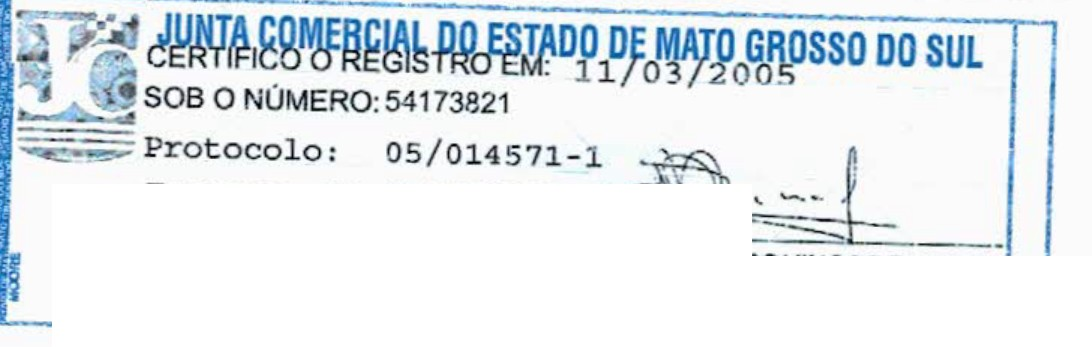 JUNTA COMERCIAL DO ESTADO DE MATO GROSSO DO SUL
CERTIFICO O REGISTRO EM: 11/03/2005
SOB O NÚMERO: 54173821
Protocolo: 05/014571-1
MOORE